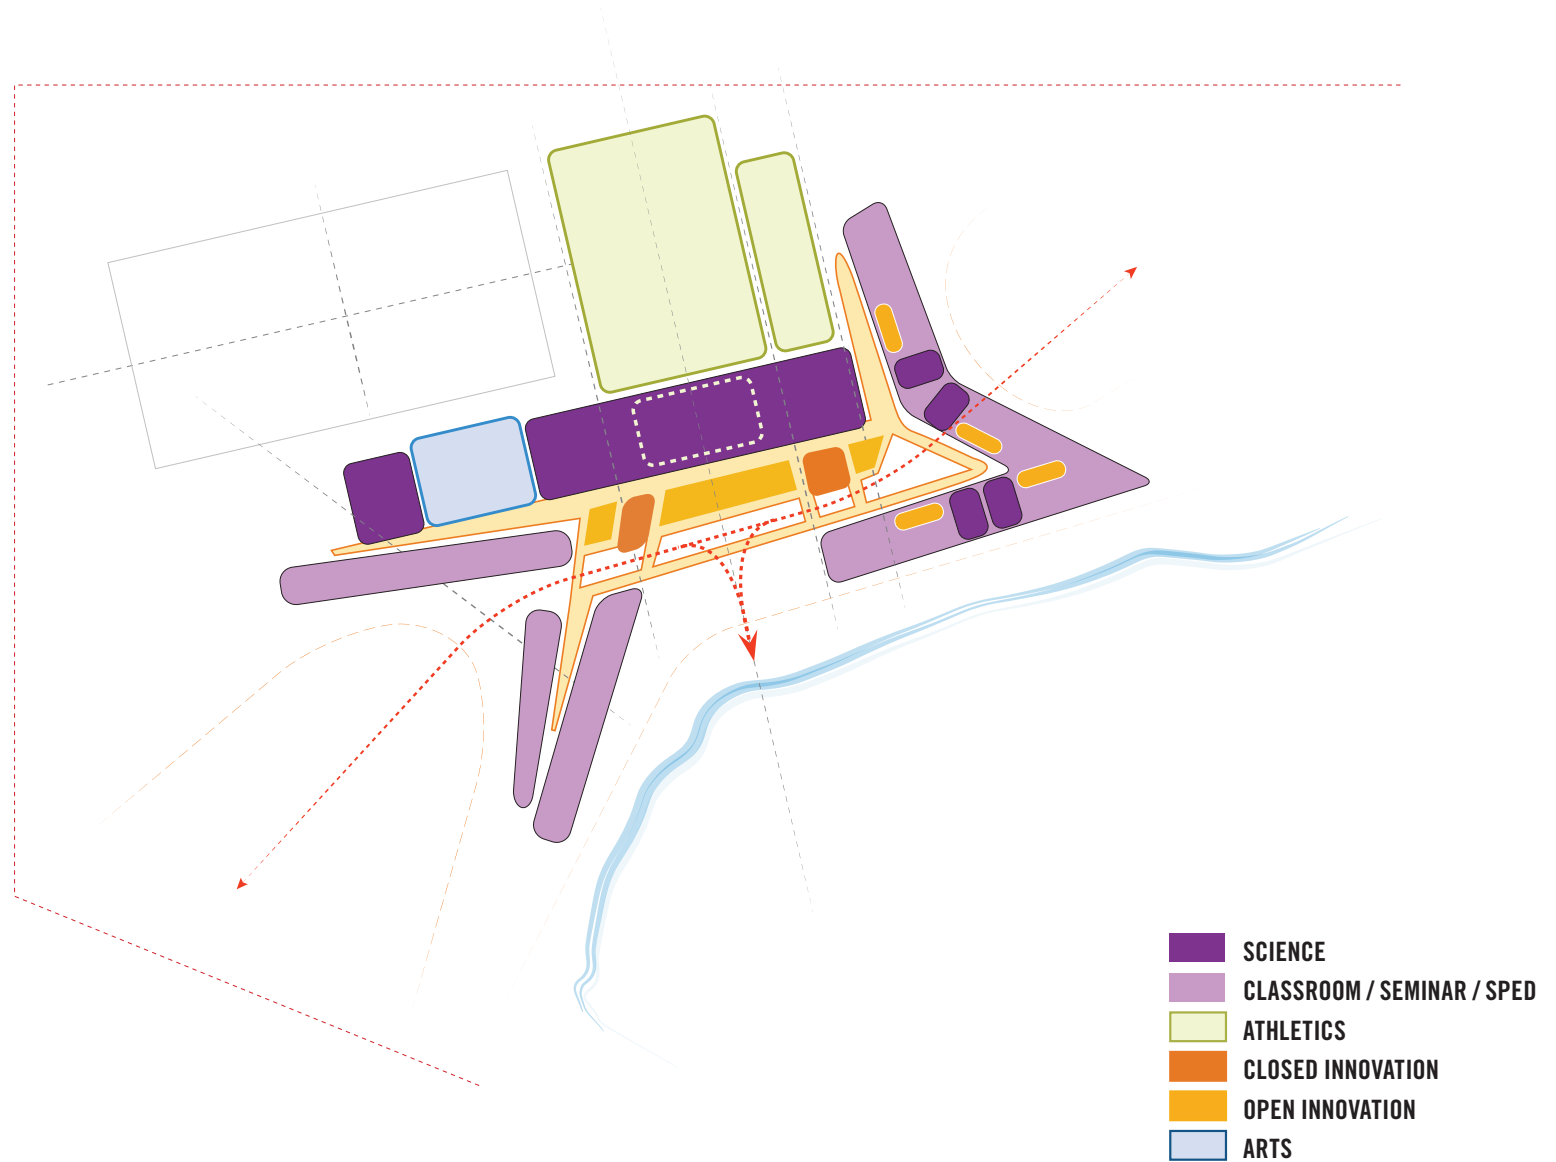 SCIENCE
CLASSROOM / SEMINAR / SPED
ATHLETICS
CLOSED INNOVATION
OPEN INNOVATION
ARTS